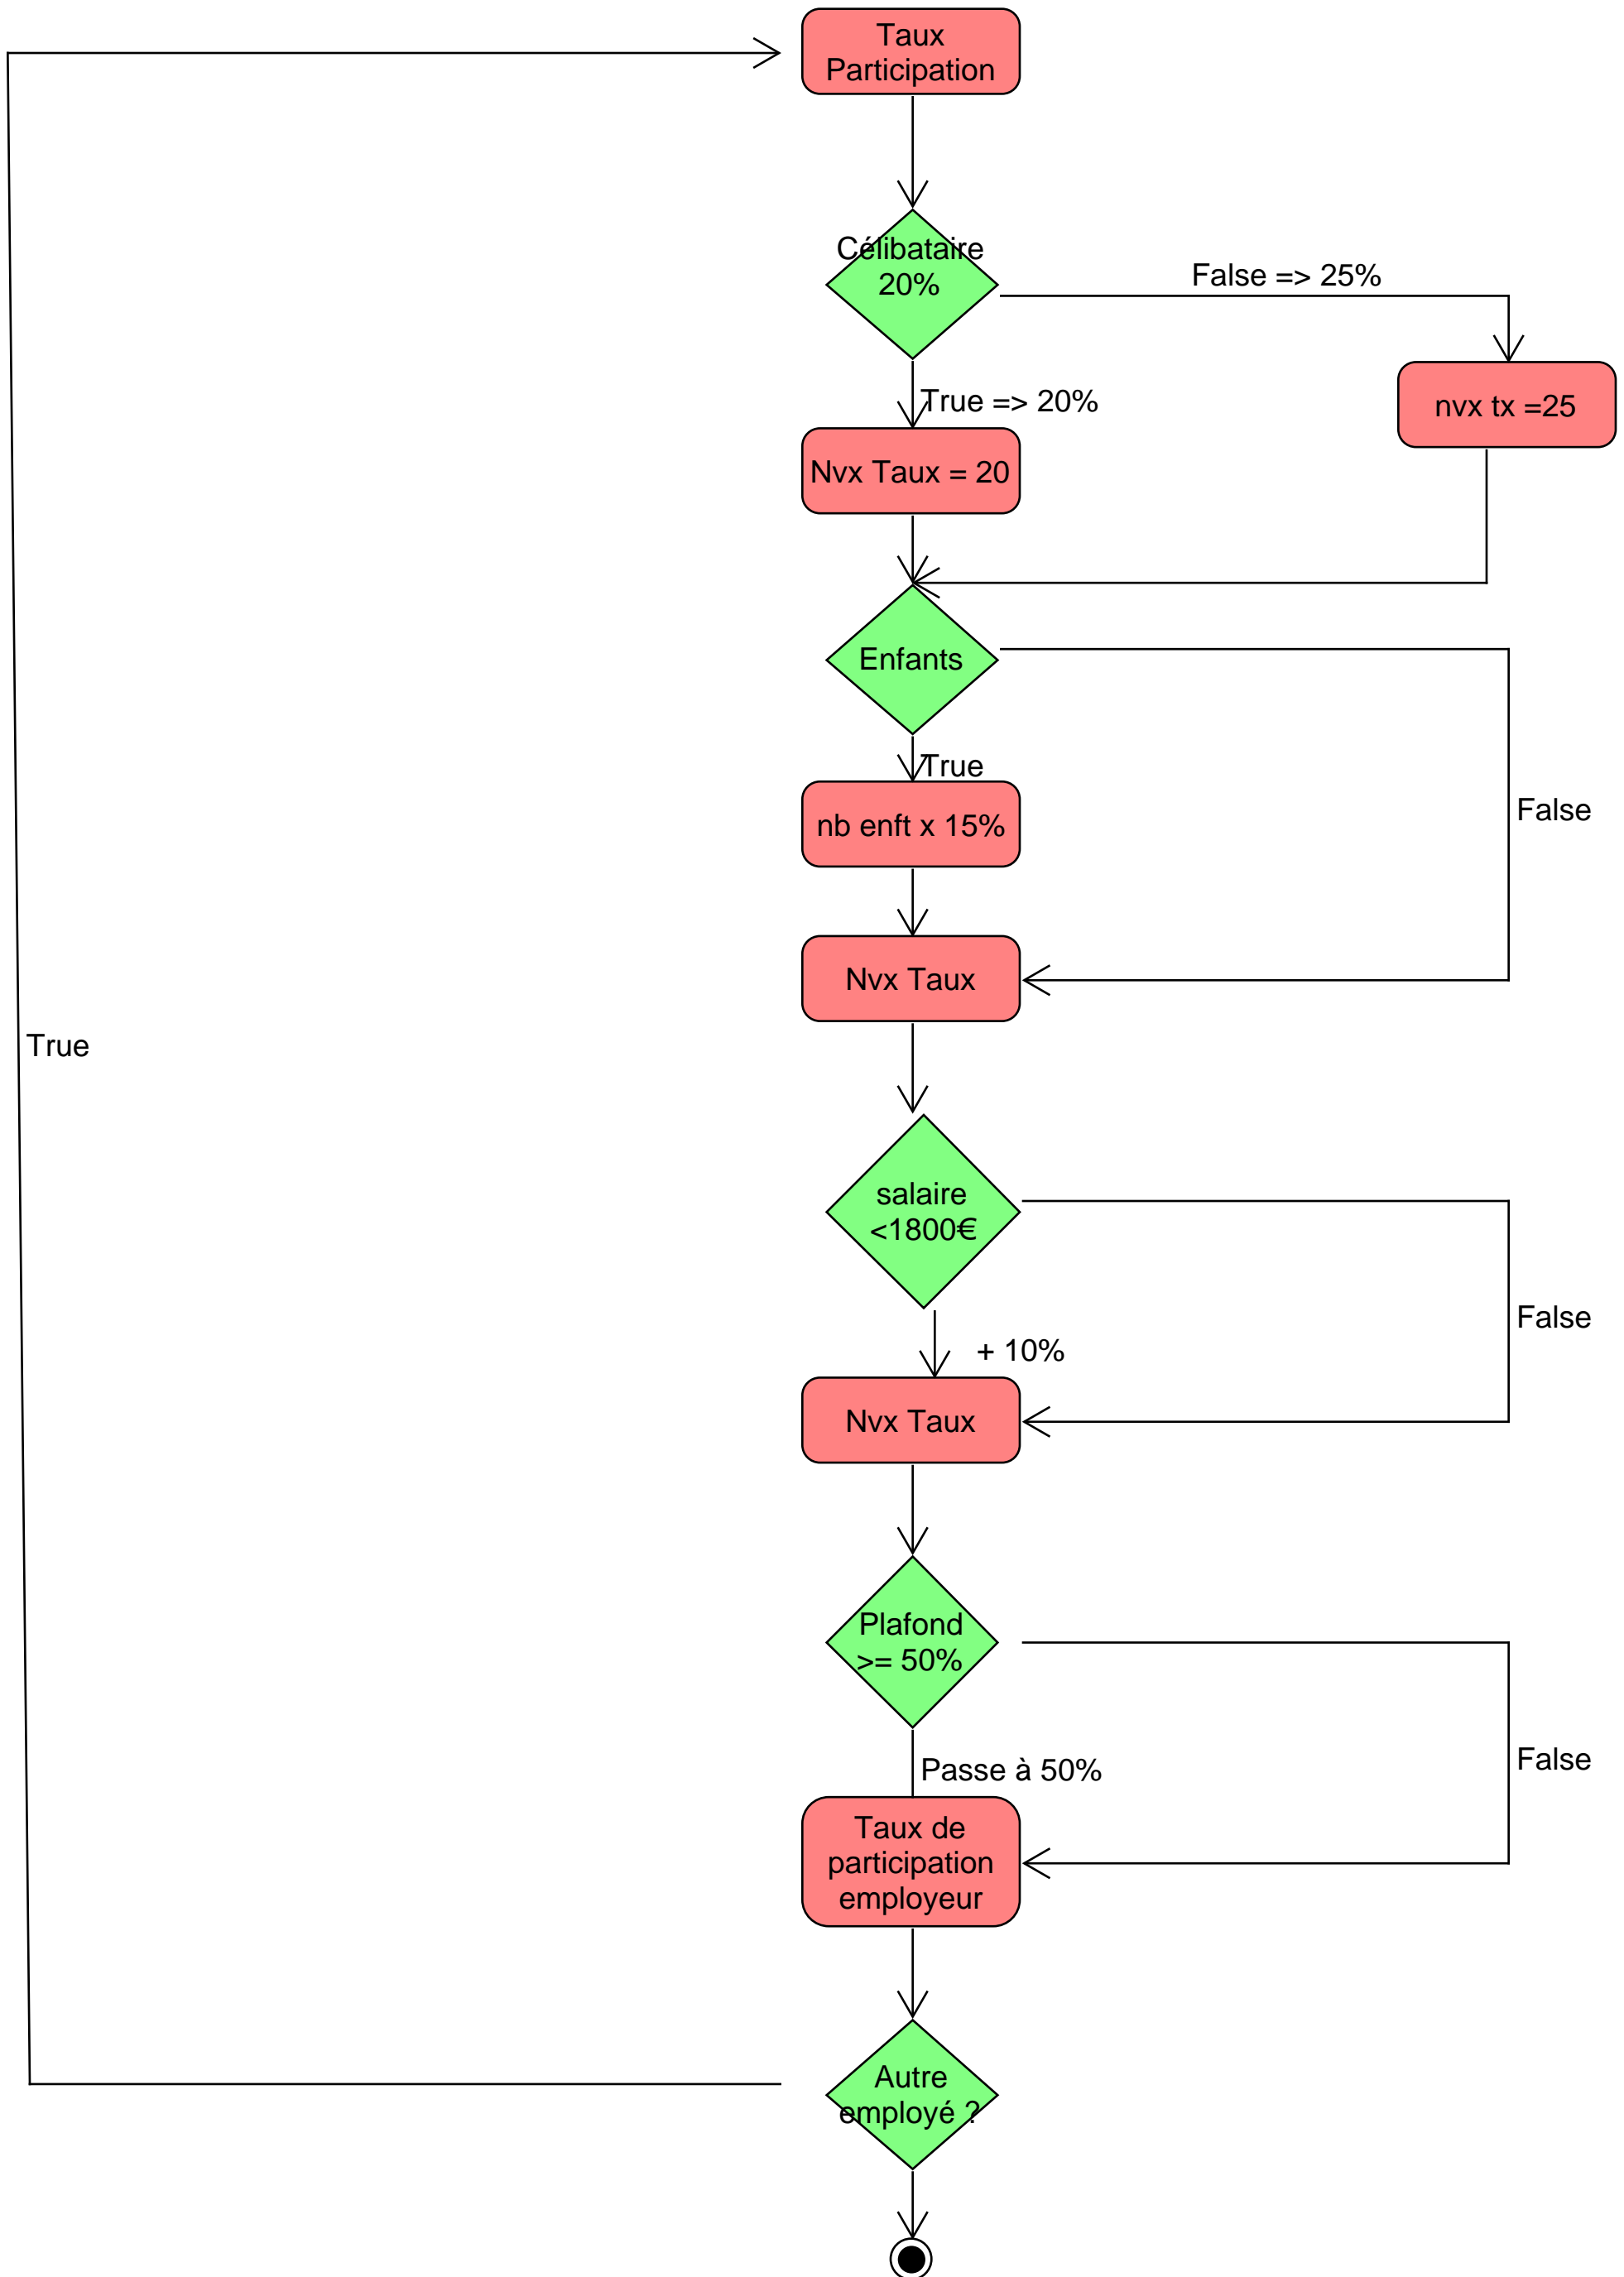 Taux
Participation
Célibataire
20%
False => 25%
True => 20%
nvx tx =25
Nvx Taux = 20
Enfants
True
nb enft x 15%
False
Nvx Taux
True
salaire
<1800€
False
+ 10%
Nvx Taux
Plafond
>= 50%
False
Passe à 50%
Taux de
participation
employeur
Autre
employé ?